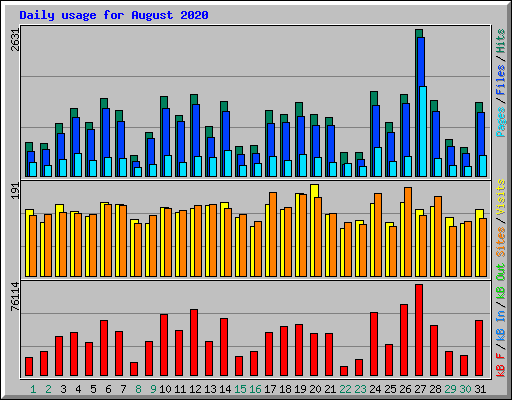 Daily usage for August 2020
2631
Pages / Files / Hits
191
Sites / Visits
76114
kB F / kB In / kB Out
1 2 3 4 5 6 7 8 9 10 11 12 13 14 15 16 17 18 19 20 21 22 23 24 25 26 27 28 29 30 31